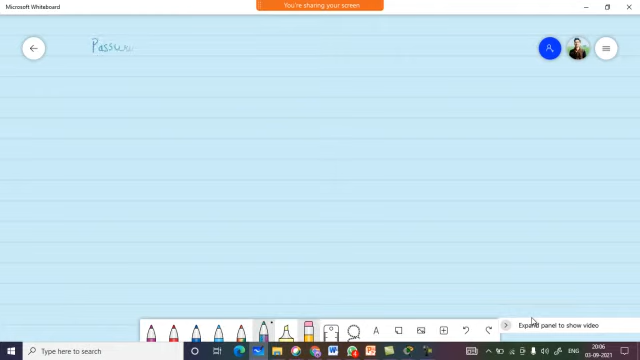 Microsoft Whiteboard
You're sharing your screen
Passw
A
Expand panel to show video
Type here to search
ENG
20:06
03-09-2021